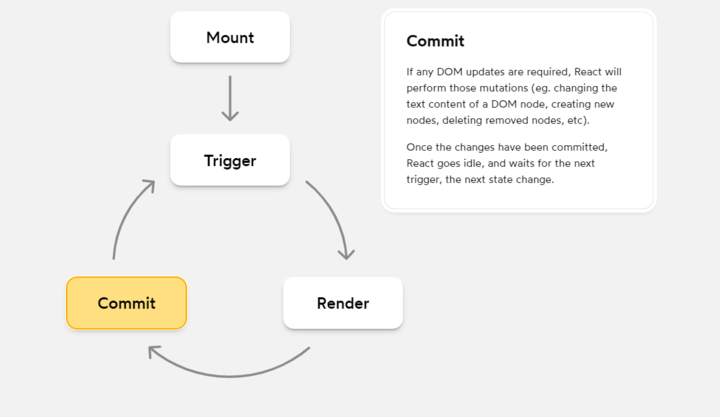 Mount
Trigger
Commit
Render
Commit
If any DOM updates are required, React will
perform those mutations (eg. changing the
text content of a DOM node, creating new
nodes, deleting removed nodes, etc).
Once the changes have been committed,
React goes idle, and waits for the next
trigger, the next state change.